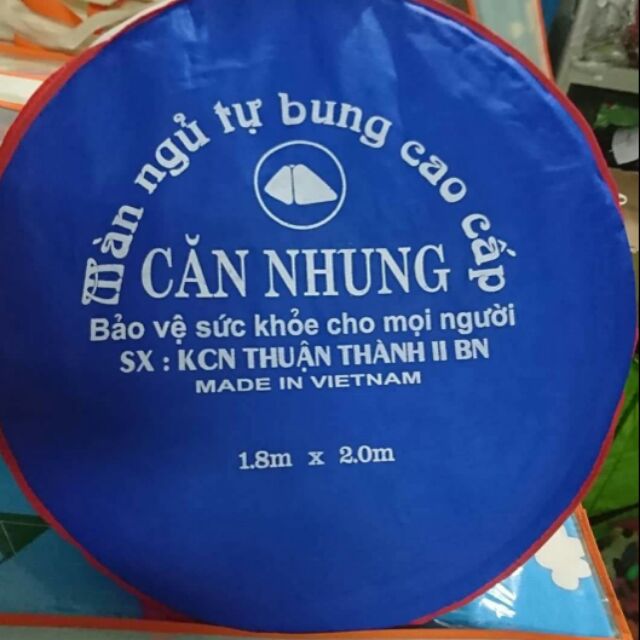 Màn ngủ tự bung cao cấp
CĂN NHUNG
Bảo vệ sức khỏe cho mọi người
SX : KCN THUẬN THÀNH II BN
MADE IN VIETNAM
1.8m x 2.0m